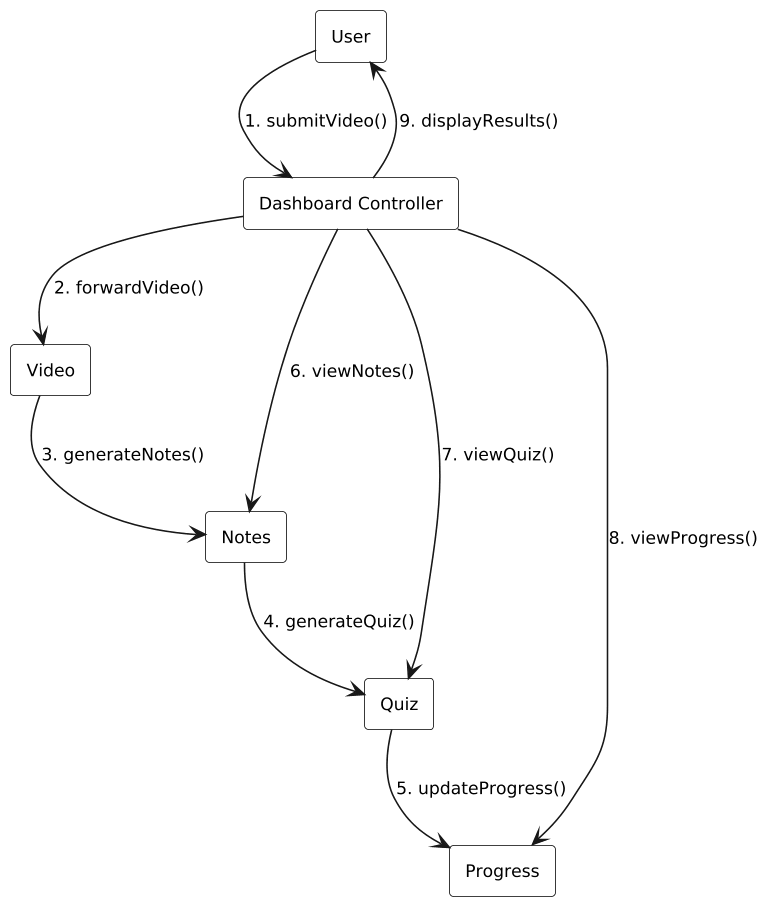 User
1. submitVideo()
9. displayResults()
Dashboard Controller
2. forwardVideo()
Video
6. viewNotes()
3. generateNotes()
7. viewQuiz()
Notes
8. viewProgress()
4. generateQuiz()
Quiz
5. updateProgress()
Progress